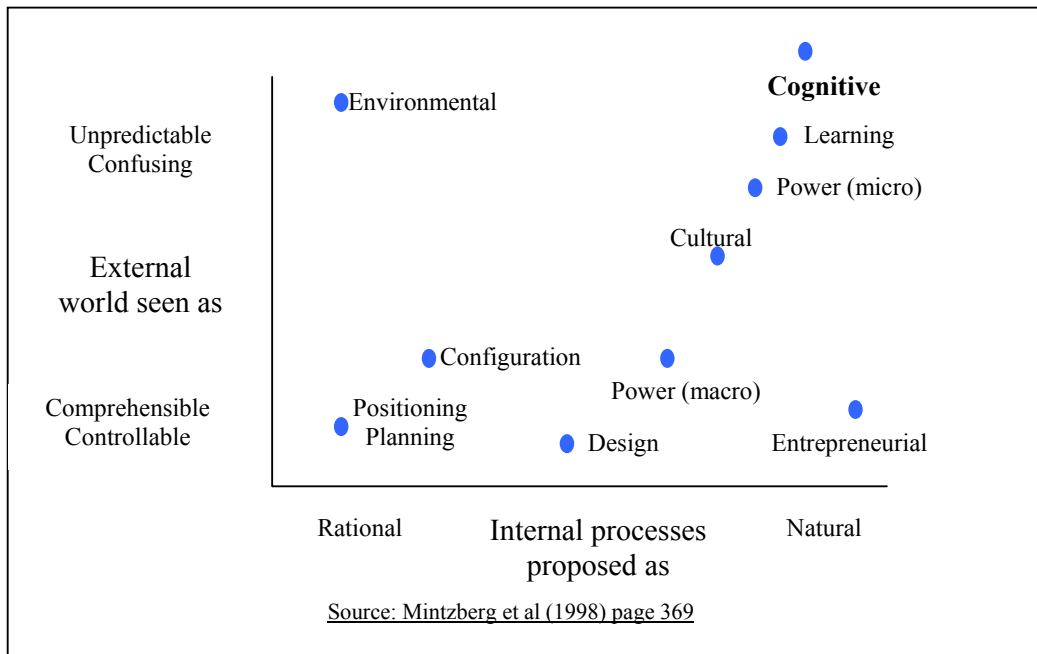 Cognitive
Environmental
Unpredictable
Confusing
Learning
Power (micro)
Cultural
External
world seen as
Configuration
Power (macro)
Comprehensible
Controllable
Positioning
Planning
Design
Entrepreneurial
Rational
Internal processes
proposed as
Natural
Source: Mintzberg et al (1998) page 369